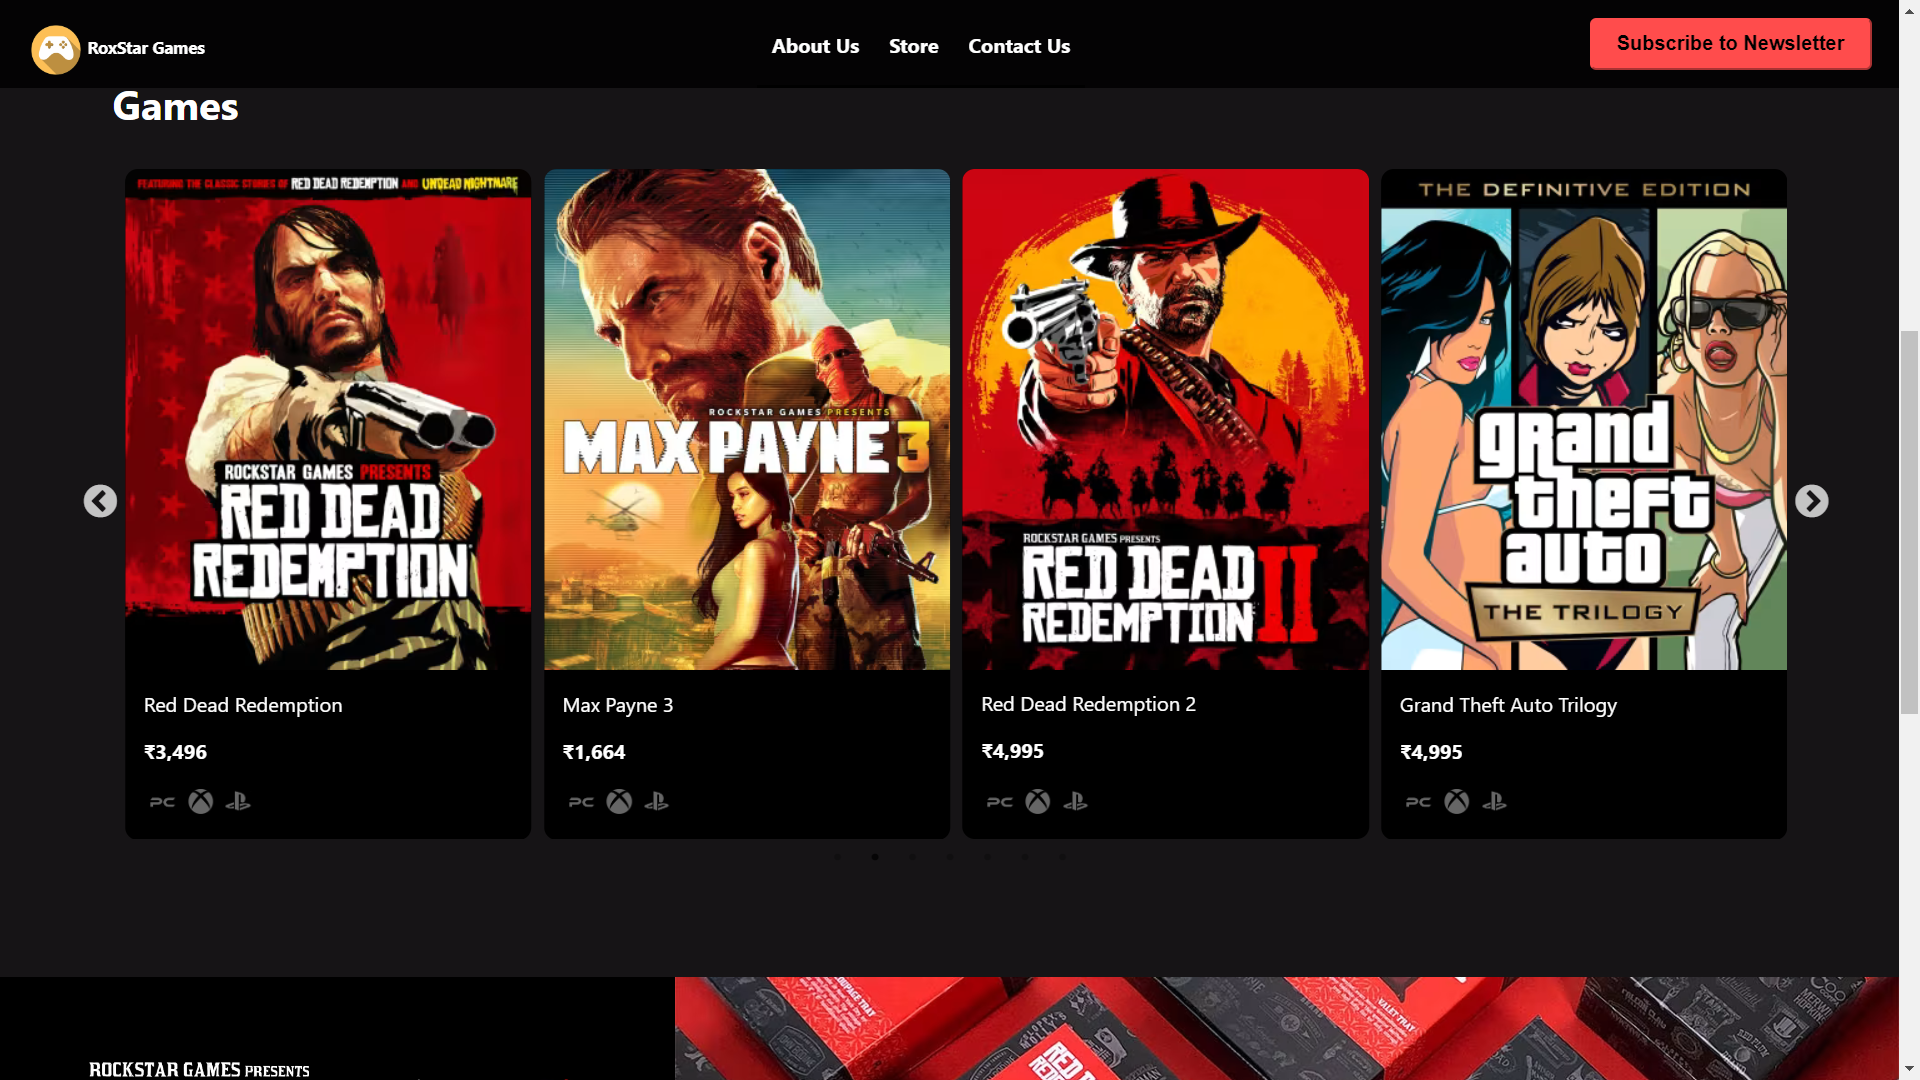 RoxStar Games
About Us
Store
Contact Us
Subscribe to Newsletter
Games
FEATURING THE CLASSIC STORIES OF RED DEAD REDEMPTION AND UNDEAD NIGHTMARE
ROCKSTAR GAMES PRESENTS
RED DEAD
REDEMPTION
ROCKSTAR GAMES PRESENTS
MAX PAYNE 3
ROCKSTAR GAMES PRESENTS
RED DEAD
REDEMPTION II
THE DEFINITIVE EDITION
grand
theft
auto
THE TRILOGY
Red Dead Redemption
₹3,496
PC
Max Payne 3
₹1,664
PC
Red Dead Redemption 2
₹4,995
PC
Grand Theft Auto Trilogy
₹4,995
PC
VALET TRAY
RED DEAD
ROCKSTAR GAMES PRESENTS